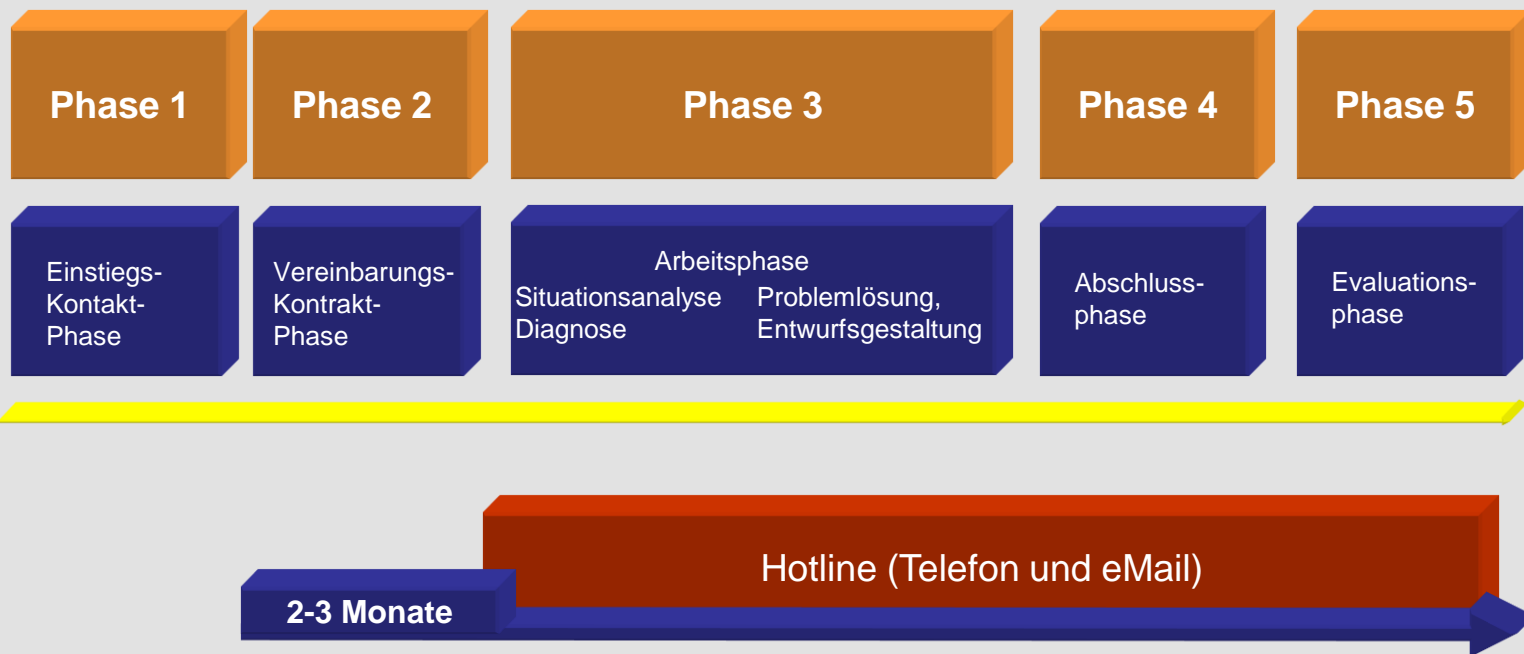 Phase 1
Phase 2
Phase 3
Phase 4
Phase 5
Einstiegs-
Kontakt-
Phase
Vereinbarungs-
Kontrakt-
Phase
Arbeitsphase
Situationsanalyse
Diagnose
Problemlösung,
Entwurfsgestaltung
Abschluss-
phase
Evaluations-
phase
Hotline (Telefon und eMail)
2-3 Monate